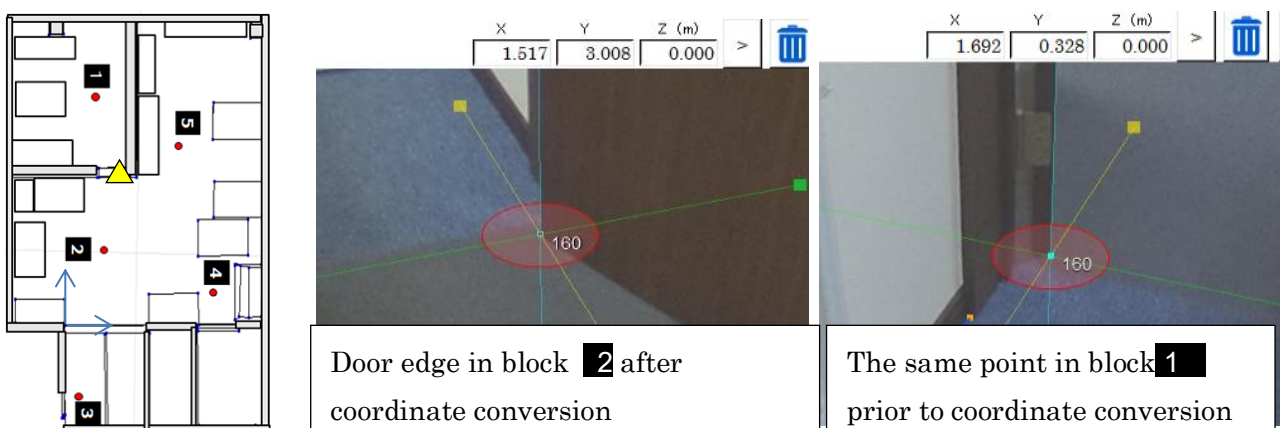 1
5
2
4
3
X Y Z (m)
1.517 3.008 0.000 >
160
Door edge in block 2 after
coordinate conversion
X Y Z (m)
1.692 0.328 0.000 >
160
The same point in block 1
prior to coordinate conversion